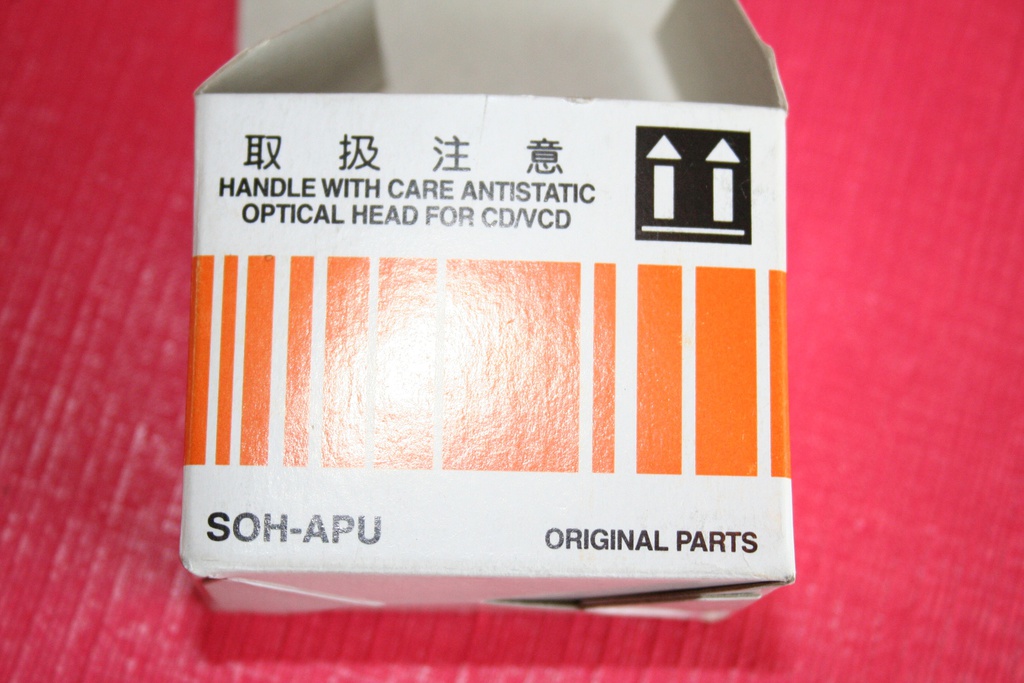 取扱注意
HANDLE WITH CARE ANTISTATIC
OPTICAL HEAD FOR CD/VCD
SOH-APU
ORIGINAL PARTS